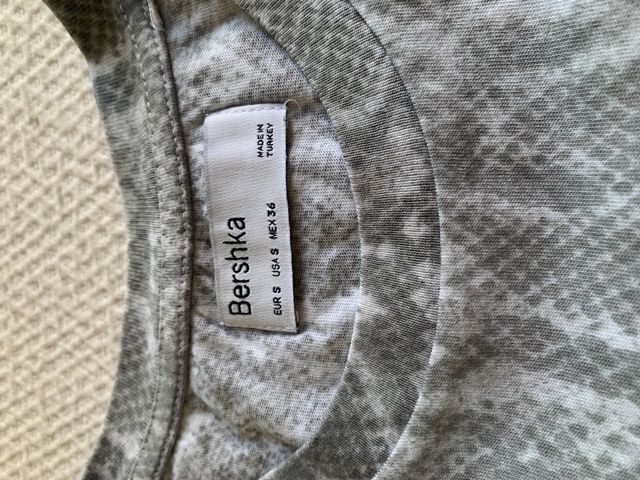 Bershka
EUR S USA S MEX 36
MADE IN
TURKEY